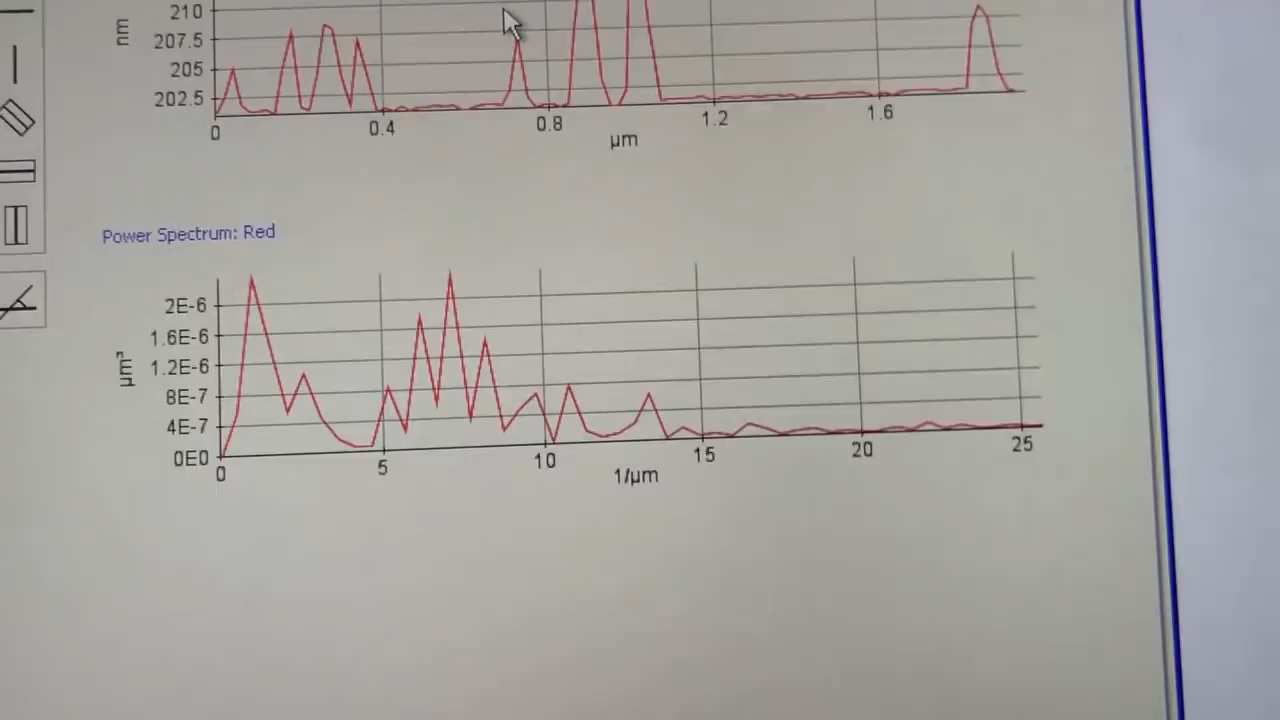 210
nm
207.5
205
202.5
0 0.4 0.8 1.2 1.6
µm
Power Spectrum: Red
2E-6
1.6E-6
µm³
1.2E-6
8E-7
4E-7
0E0
0 5 10 15 20 25
1/µm